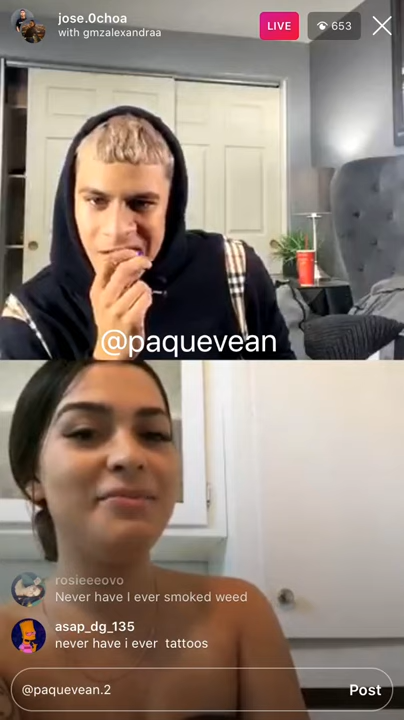 jose.0choa
with gmzalexandraa
LIVE
653
@paquevean
rosieeeovo
Never have I ever smoked weed
asap_dg_135
never have i ever  tattoos
@paquevean.2
Post